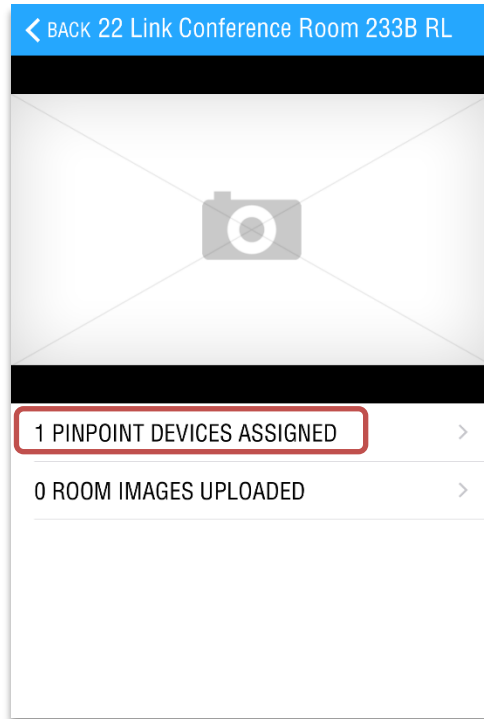 BACK 22 Link Conference Room 233B RL
1 PINPOINT DEVICES ASSIGNED
0 ROOM IMAGES UPLOADED